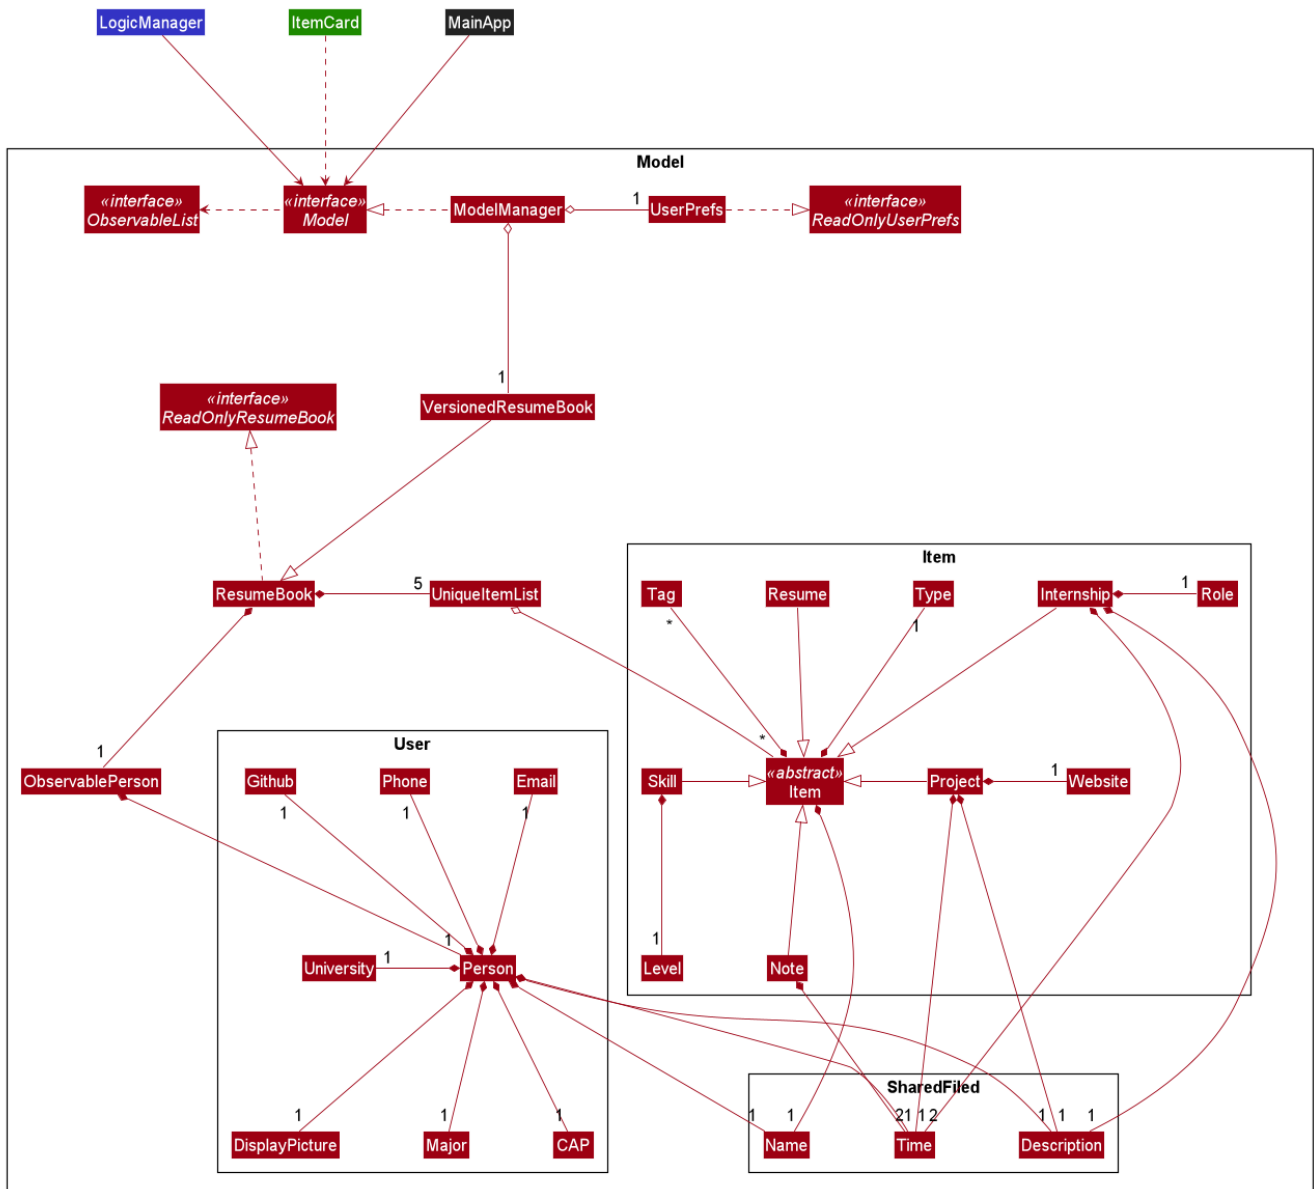 LogicManager
ItemCard
MainApp
Model
«interface»
ObservableList
«interface»
Model
ModelManager
1
UserPrefs
«interface»
ReadOnlyUserPrefs
«interface»
ReadOnlyResumeBook
1
VersionedResumeBook
Item
ResumeBook
5
UniqueItemList
Tag
Resume
Type
Internship
1
Role
*
1
User
1
*
ObservablePerson
Github
Phone
Email
Skill
«abstract»
Item
Project
1
Website
1
1
1
1
1
University
1
Person
Level
Note
SharedFiled
1
1
1
1
1
2
1
1
2
1
1
1
DisplayPicture
Major
CAP
Name
Time
Description